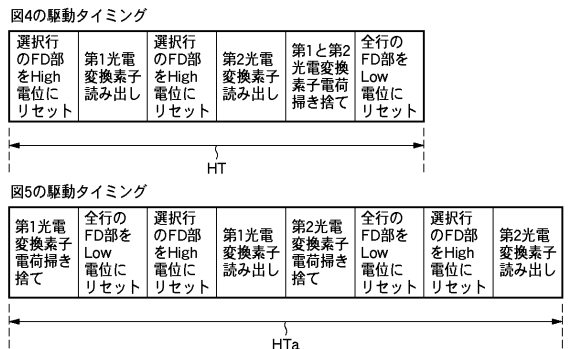 図4の駆動タイミング
選択行
のFD部
をHigh
電位に
リセット
第1光電
変換素子
読み出し
選択行
のFD部
をHigh
電位に
リセット
第2光電
変換素子
読み出し
第1と第2
光電変換
素子電荷
掃き捨て
全行の
FD部を
Low
電位に
リセット
HT
図5の駆動タイミング
第1光電
変換素子
電荷掃き
捨て
全行の
FD部を
Low
電位に
リセット
選択行
のFD部
をHigh
電位に
リセット
第1光電
変換素子
読み出し
第2光電
変換素子
電荷掃き
捨て
全行の
FD部を
Low
電位に
リセット
選択行
のFD部
をHigh
電位に
リセット
第2光電
変換素子
読み出し
HTa